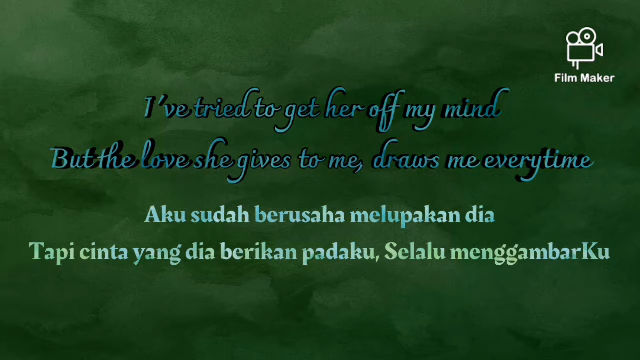 Film Maker
I've tried to get her off my mind
But the love she gives to me, draws me everytime
Aku sudah berusaha melupakan dia
Tapi cinta yang dia berikan padaku, Selalu menggambarKu